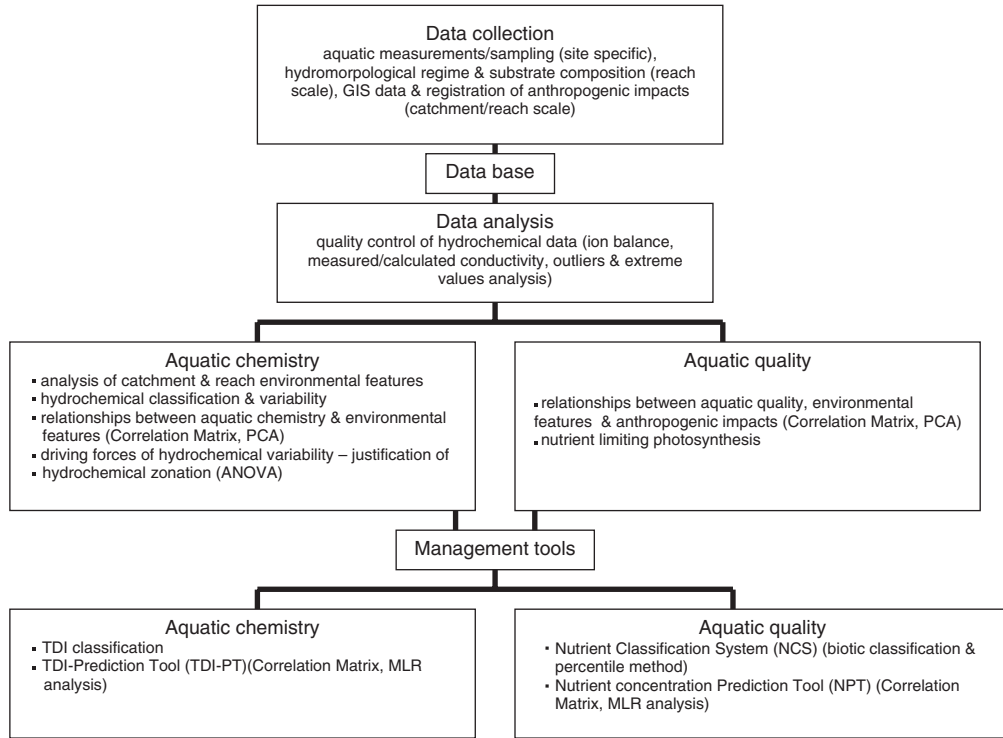 Data collection
aquatic measurements/sampling (site specific),
hydromorpological regime & substrate composition (reach
scale), GIS data & registration of anthropogenic impacts
(catchment/reach scale)
Data base
Data analysis
quality control of hydrochemical data (ion balance,
measured/calculated conductivity, outliers & extreme
values analysis)
Aquatic chemistry
▪ analysis of catchment & reach environmental features
▪ hydrochemical classification & variability
▪ relationships between aquatic chemistry & environmental
features (Correlation Matrix, PCA)
▪ driving forces of hydrochemical variability – justification of
▪ hydrochemical zonation (ANOVA)
Aquatic quality
▪ relationships between aquatic quality, environmental
features & anthropogenic impacts (Correlation Matrix, PCA)
▪ nutrient limiting photosynthesis
Management tools
Aquatic chemistry
▪ TDI classification
▪ TDI-Prediction Tool (TDI-PT)(Correlation Matrix, MLR
analysis)
Aquatic quality
▪ Nutrient Classification System (NCS) (biotic classification &
percentile method)
▪ Nutrient concentration Prediction Tool (NPT) (Correlation
Matrix, MLR analysis)